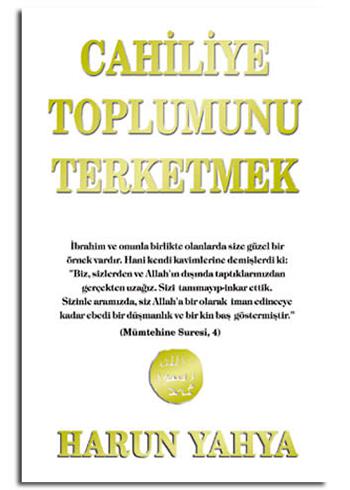 CAHİLİYE
TOPLUMUNU
TERKETMEK
İbrahim ve onunla birlikte olanlarda size güzel bir
örnek vardır. Hani kendi kavimlerine demişlerdi ki:
"Biz, sizlerden ve Allah'ın dışında taptıklarınızdan
gerçekten uzağız. Sizi tanımayıp-inkar ettik.
Sizinle aramızda, siz Allah'a bir olarak iman edinceye
kadar ebedi bir düşmanlık ve bir kin baş göstermiştir."
(Mümtehine Suresi, 4)
HARUN YAHYA